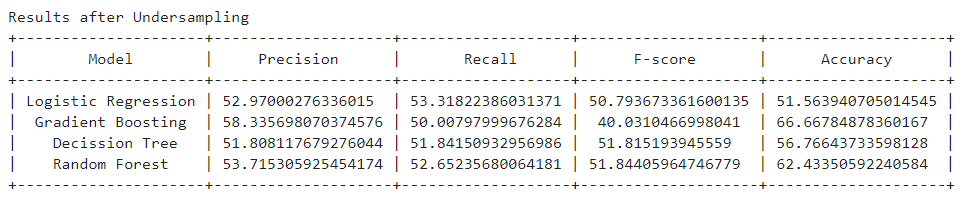 Results after Undersampling
+----------------------+--------------------+--------------------+--------------------+--------------------+
| Model | Precision | Recall | F-score | Accuracy |
+----------------------+--------------------+--------------------+--------------------+--------------------+
| Logistic Regression | 52.97000276336015 | 53.31822386031371 | 50.793673361600135 | 51.563940705014545 |
| Gradient Boosting | 58.335698070374576 | 50.00797999676284 | 40.0310466998041 | 66.66784878360167 |
| Decission Tree | 51.808117679276044 | 51.84150932956986 | 51.815193945559 | 56.76643733598128 |
| Random Forest | 53.715305925454174 | 52.65235680064181 | 51.84405964746779 | 62.43350592240584 |
+----------------------+--------------------+--------------------+--------------------+--------------------+